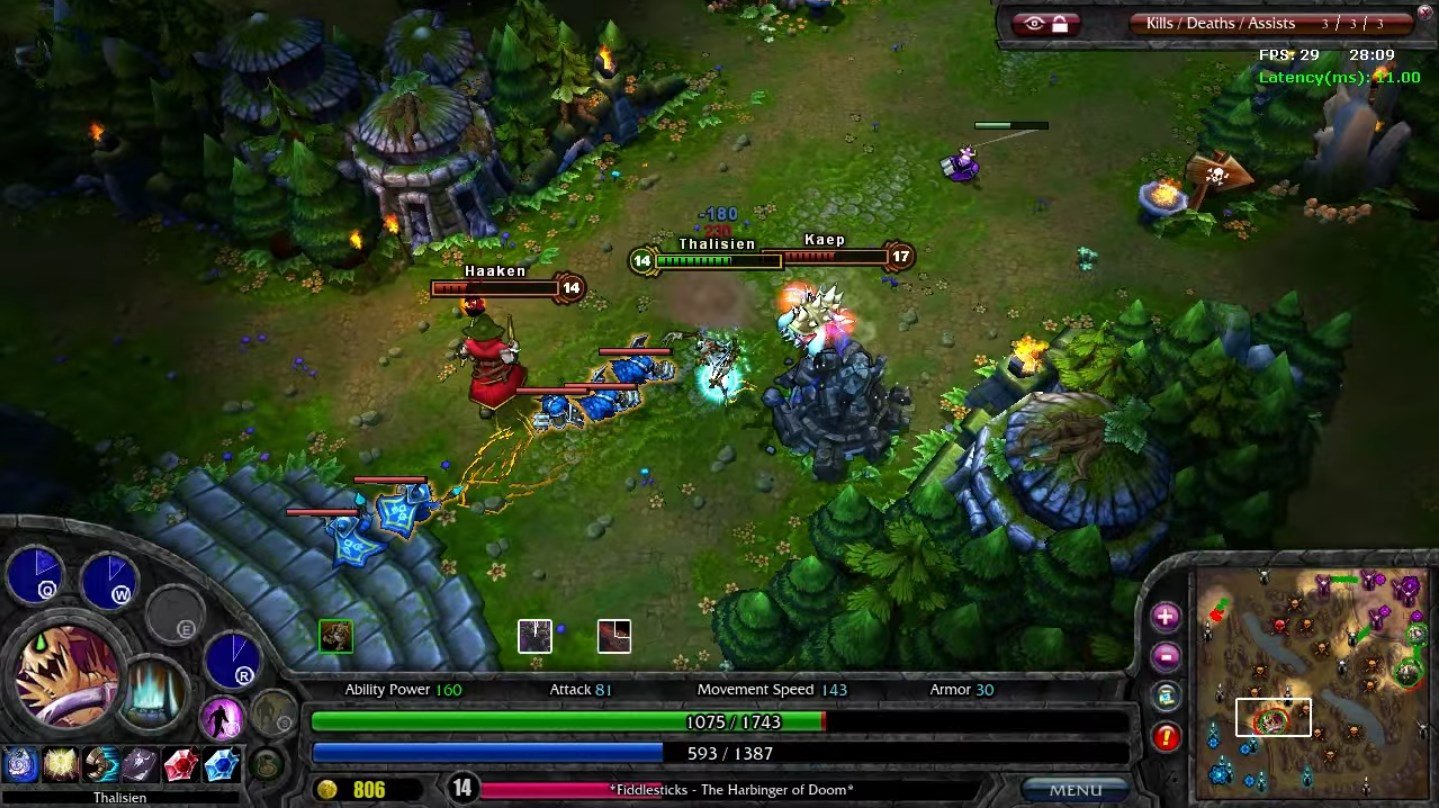 Kills / Deaths / Assists 3 / 3 / 3
FPS: 29 28:09
Latency(ms): 11.00
-180
230
Thalisien
Kaep
14
17
Haaken
14
Q
W
E
R
Ability Power 160 Attack 81 Movement Speed 143 Armor 30
1075 / 1743
593 / 1387
806 14 *Fiddlesticks - The Harbinger of Doom* MENU
Thalisien